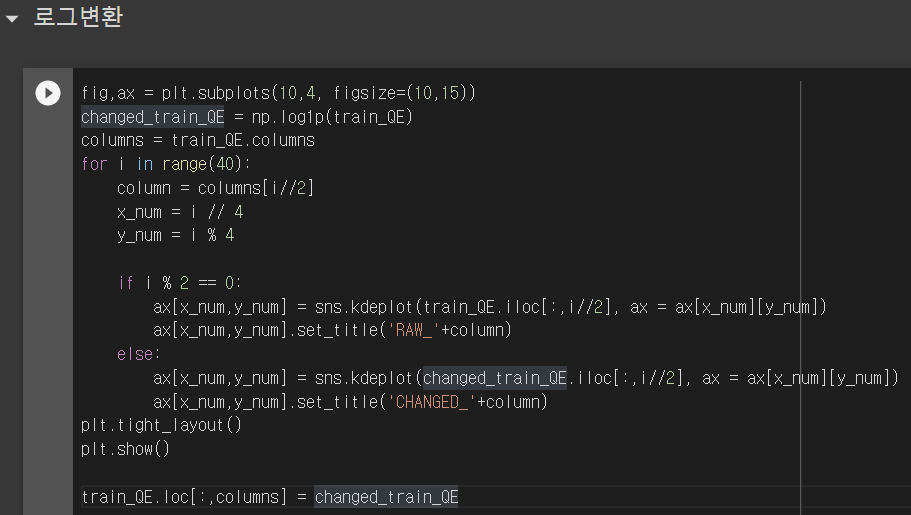 로그변환
fig,ax = plt.subplots(10,4, figsize=(10,15))
changed_train_QE = np.log1p(train_QE)
columns = train_QE.columns
for i in range(40):
    column = columns[i//2]
    x_num = i // 4
    y_num = i % 4

    if i % 2 == 0:
        ax[x_num,y_num] = sns.kdeplot(train_QE.iloc[:,i//2], ax = ax[x_num][y_num])
        ax[x_num,y_num].set_title('RAW_'+column)
    else:
        ax[x_num,y_num] = sns.kdeplot(changed_train_QE.iloc[:,i//2], ax = ax[x_num][y_num])
        ax[x_num,y_num].set_title('CHANGED_'+column)
plt.tight_layout()
plt.show()

train_QE.loc[:,columns] = changed_train_QE